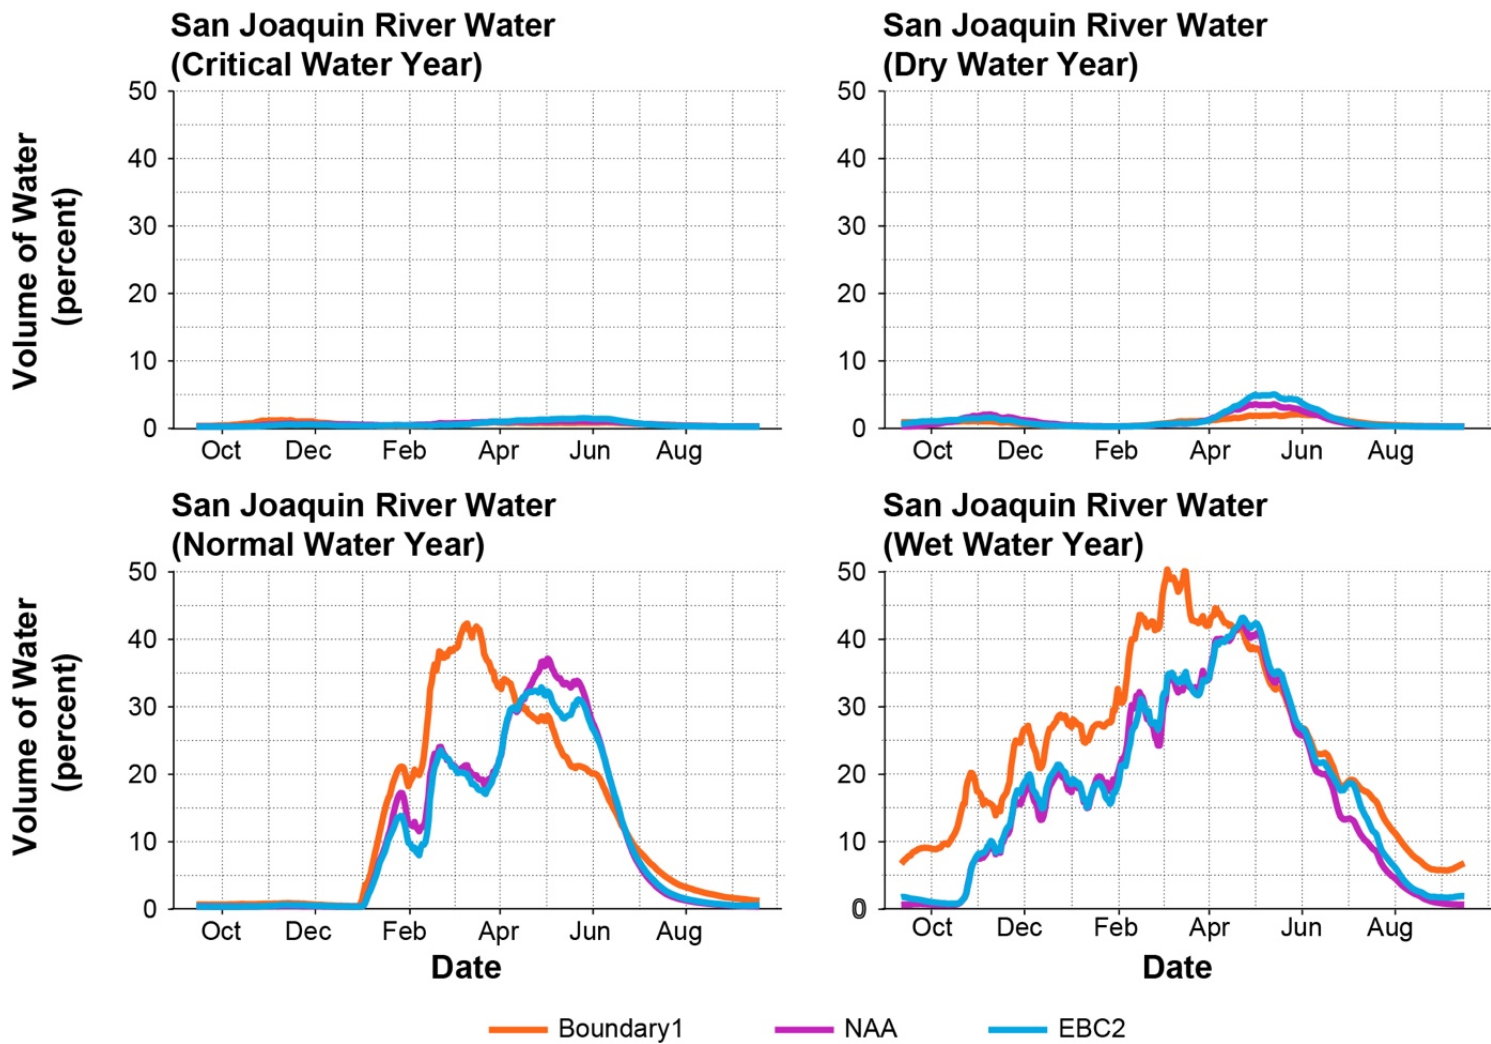 San Joaquin River Water
(Critical Water Year)
San Joaquin River Water
(Dry Water Year)
Volume of Water
(percent)
50
40
30
20
10
0
Oct Dec Feb Apr Jun Aug
50
40
30
20
10
0
Oct Dec Feb Apr Jun Aug
San Joaquin River Water
(Normal Water Year)
San Joaquin River Water
(Wet Water Year)
Volume of Water
(percent)
50
40
30
20
10
0
Oct Dec Feb Apr Jun Aug
Date
50
40
30
20
10
0
Oct Dec Feb Apr Jun Aug
Date
Boundary1 NAA EBC2